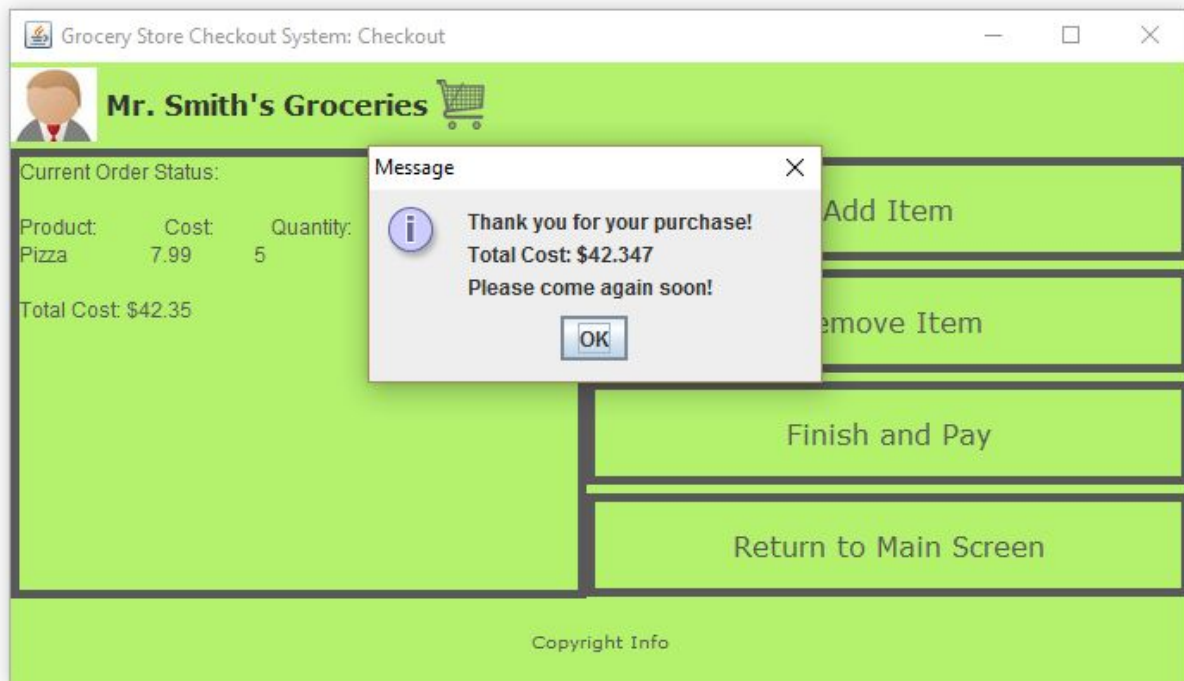 Grocery Store Checkout System: Checkout
Mr. Smith's Groceries
Current Order Status:
Product: Cost: Quantity:
Pizza 7.99 5
Total Cost: $42.35
Message
i
Thank you for your purchase!
Total Cost: $42.347
Please come again soon!
OK
Add Item
emove Item
Finish and Pay
Return to Main Screen
Copyright Info